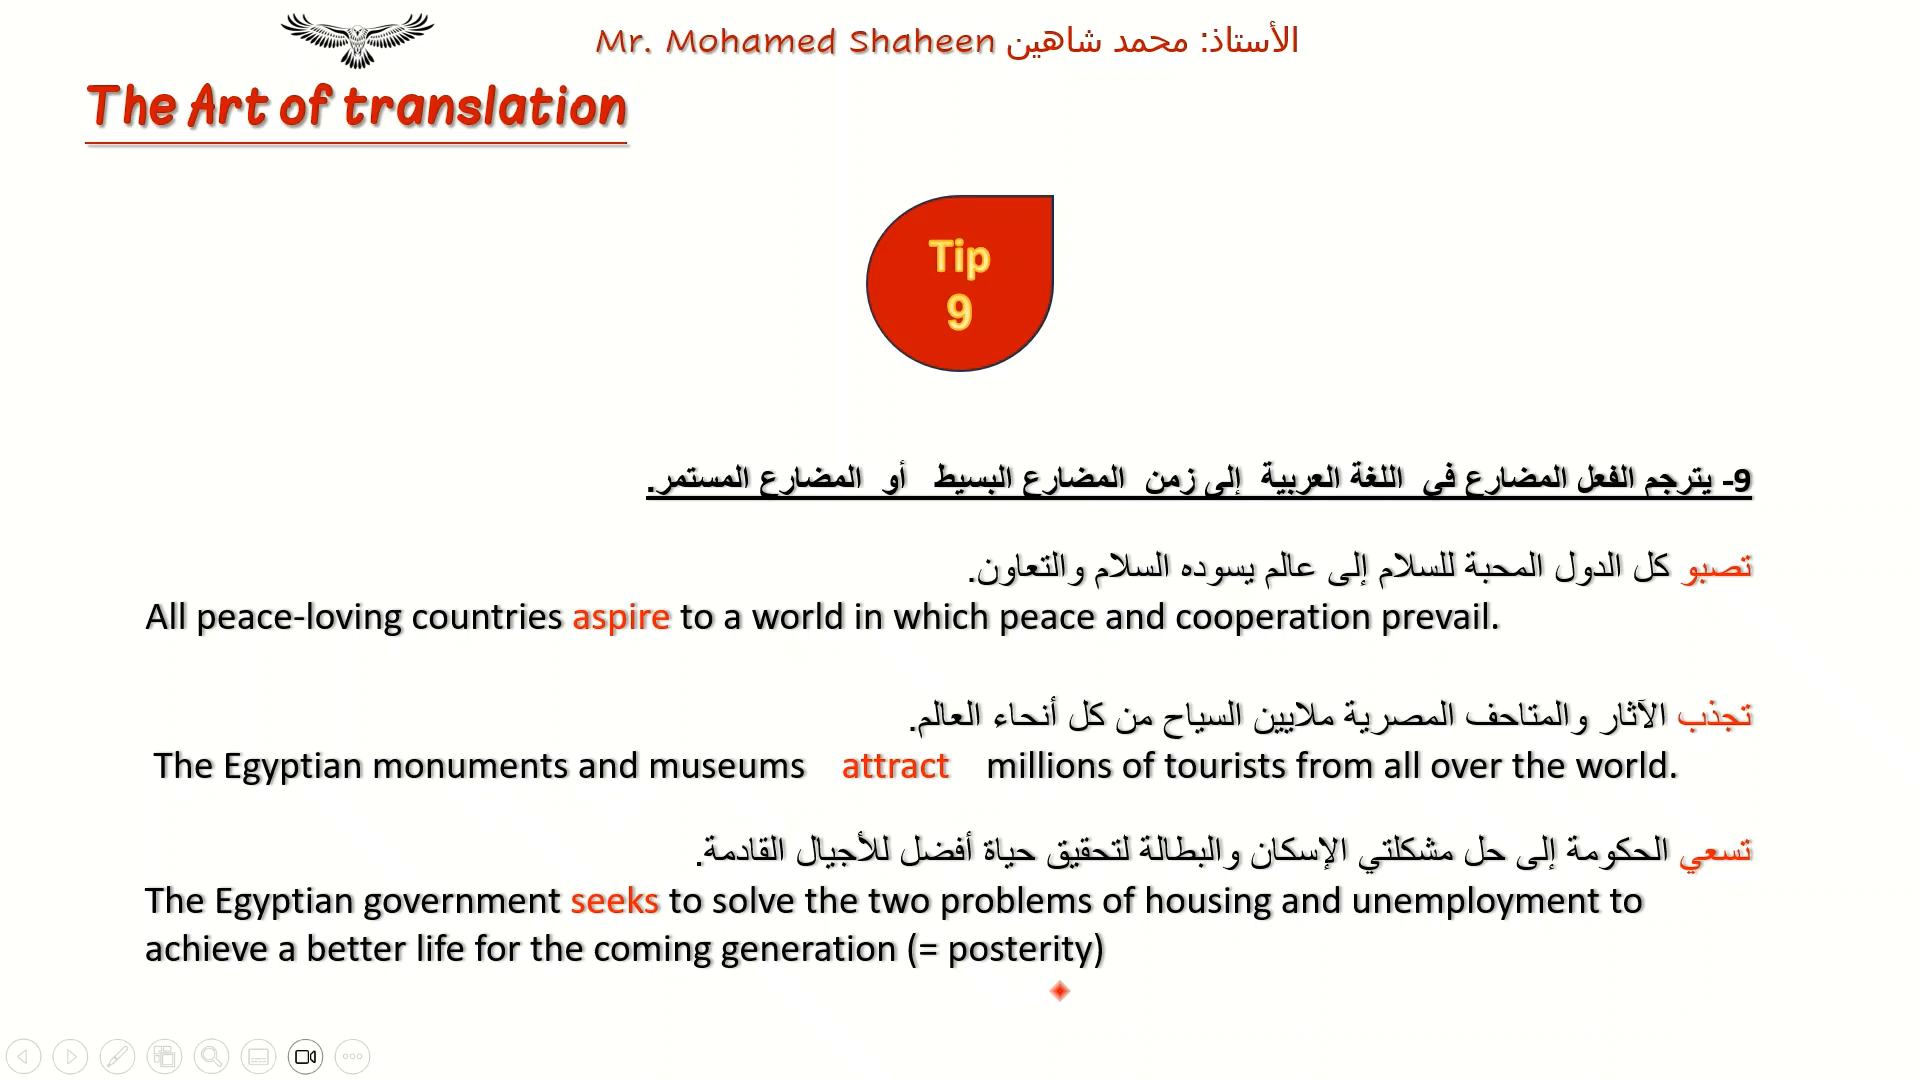 Mr. Mohamed Shaheen الأستاذ: محمد شاهين
The Art of translation
Tip
9
9- يترجم الفعل المضارع في اللغة العربية إلى زمن المضارع البسيط أو المضارع المستمر.
تصبو كل الدول المحبة للسلام إلى عالم يسوده السلام والتعاون.
All peace-loving countries aspire to a world in which peace and cooperation prevail.
تجذب الآثار والمتاحف المصرية ملايين السياح من كل أنحاء العالم.
The Egyptian monuments and museums attract millions of tourists from all over the world.
تسعي الحكومة إلى حل مشكلتي الإسكان والبطالة لتحقيق حياة أفضل للأجيال القادمة.
The Egyptian government seeks to solve the two problems of housing and unemployment to
achieve a better life for the coming generation (= posterity)